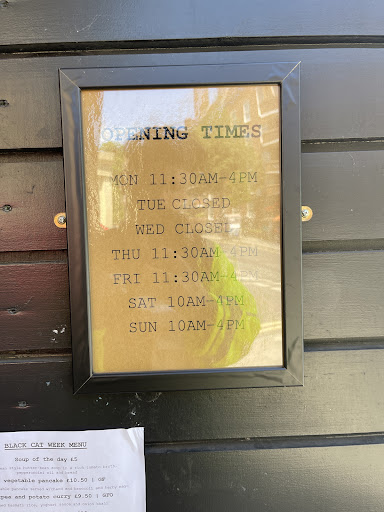 OPENING TIMES
MON 11:30AM-4PM
TUE CLOSED
WED CLOSED
THU 11:30AM-4PM
FRI 11:30AM-4PM
SAT 10AM-4PM
SUN 10AM-4PM
BLACK CAT WEEK MENU
Soup of the day £5
vegetable pancake £10.50 | GF
and potato curry £9.50 | GFO